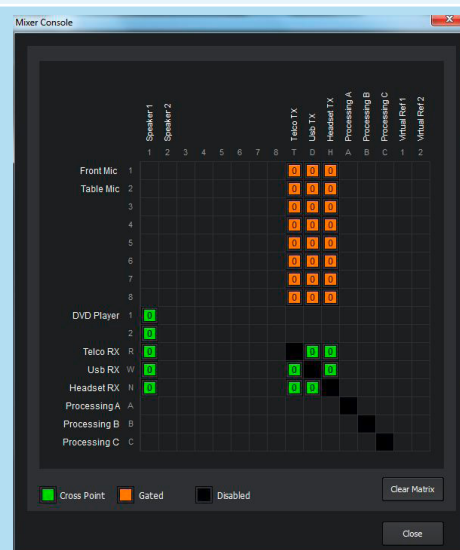 Mixer Console
Speaker 1 Speaker 2 Telco TX Usb TX Headset TX Processing A Processing B Processing C Virtual Ref 1 Virtual Ref 2
1 2 3 4 5 6 7 8 T D H A B C 1 2
Front Mic 1 0 0 0
Table Mic 2 0 0 0
3 0 0 0
4 0 0 0
5 0 0 0
6 0 0 0
7 0 0 0
8 0 0 0
DVD Player 1 0
2 0
Telco RX R 0 0 0
Usb RX W 0 0 0
Headset RX N 0 0 0
Processing A A
Processing B B
Processing C C
Cross Point Gated Disabled Clear Matrix
Close